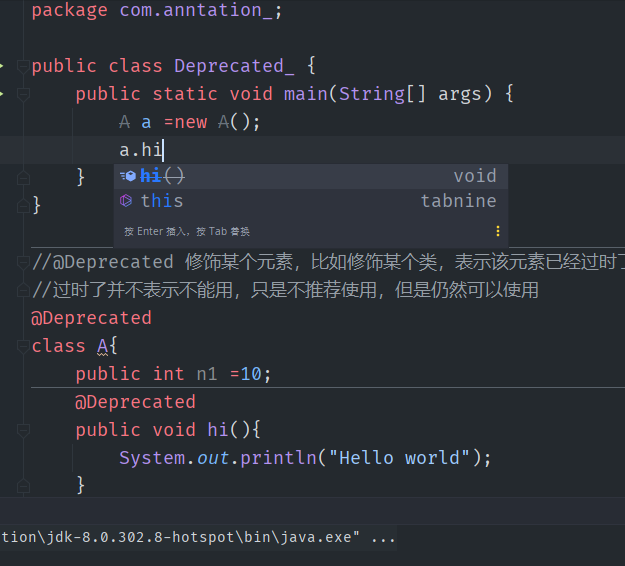 package com.anntation_;
public class Deprecated_ {
public static void main(String[] args) {
A a =new A();
a.hi
hi() void
this tabnine
按 Enter 插入，按 Tab 替换
}
}
//@Deprecated 修饰某个元素，比如修饰某个类，表示该元素已经过时了
//过时了并不表示不能用，只是不推荐使用，但是仍然可以使用
@Deprecated
class A{
public int n1 =10;
@Deprecated
public void hi(){
System.out.println("Hello world");
}
tion\jdk-8.0.302.8-hotspot\bin\java.exe" ...